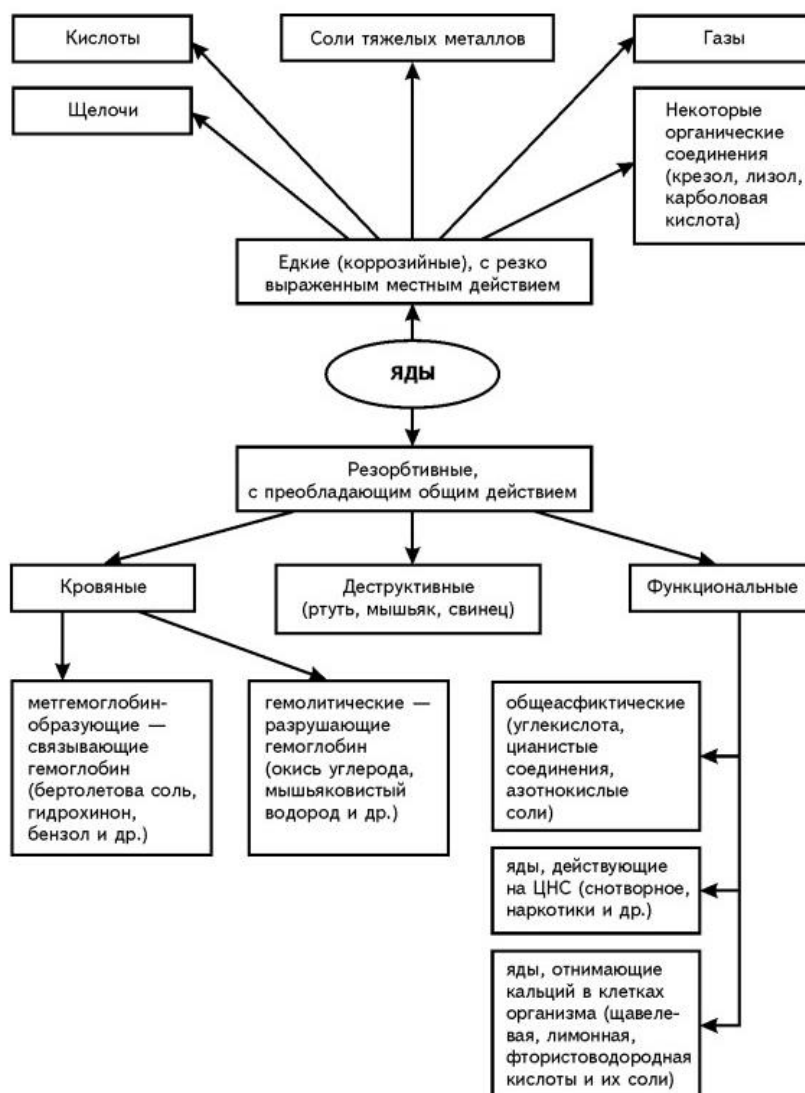 Кислоты
Соли тяжелых металлов
Газы
Щелочи
Некоторые
органические
соединения
(крезол, лизол,
карболовая
кислота)
Едкие (коррозийные), с резко
выраженным местным действием
ЯДЫ
Резорбтивные,
с преобладающим общим действием
Кровяные
Деструктивные
(ртуть, мышьяк, свинец)
Функциональные
метгемоглобин-
образующие —
связывающие
гемоглобин
(бертолетова соль,
гидрохинон,
бензол и др.)
гемолитические —
разрушающие
гемоглобин
(окись углерода,
мышьяковистый
водород и др.)
общеасфиктические
(углекислота,
цианистые
соединения,
азотнокислые
соли)
яды, действующие
на ЦНС (снотворное,
наркотики и др.)
яды, отнимающие
кальций в клетках
организма (щавеле-
вая, лимонная,
фтористоводородная
кислоты и их соли)